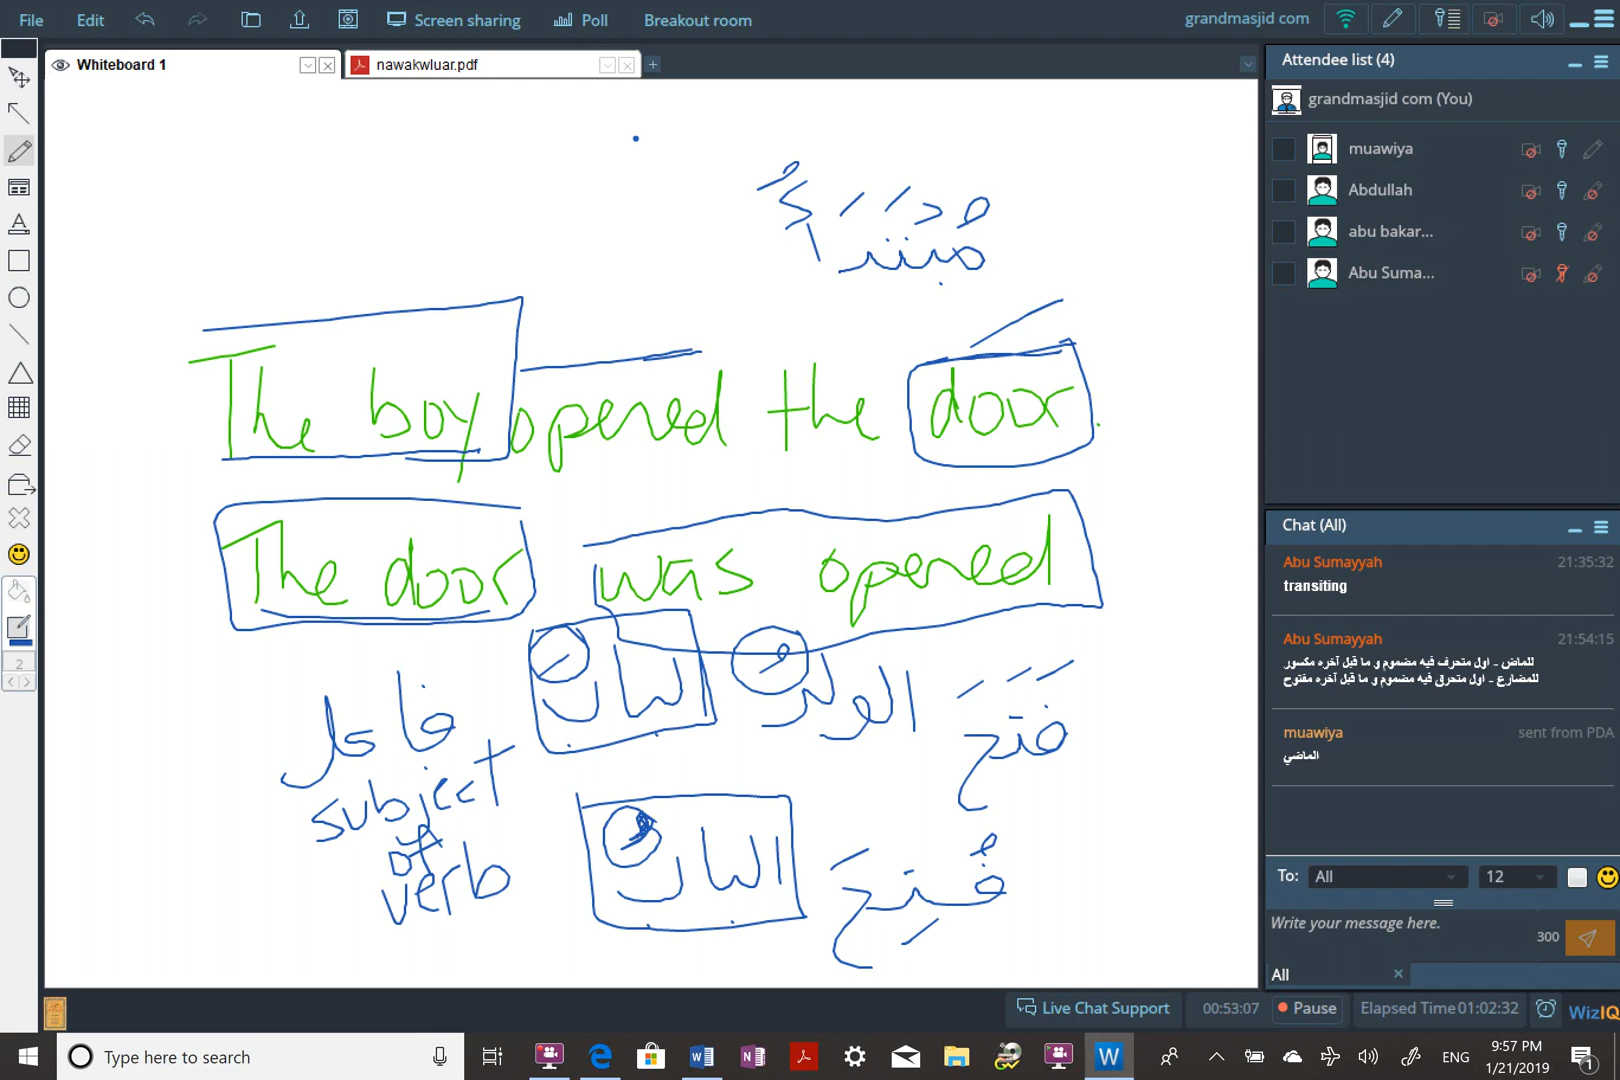 File Edit Screen sharing Poll Breakout room grandmasjid com
Whiteboard 1 nawakwluar.pdf
Attendee list (4)
grandmasjid com (You)
muawiya
Abdullah
abu bakar...
Abu Suma...
The boy opened the door.
The door was opened
فَتَحَ الولدُ البابَ
فاعل
subject
of
verb
فُتِحَ البابُ
2
Chat (All)
Abu Sumayyah 21:35:32
transiting
Abu Sumayyah 21:54:15
للماض - اول متحرف فيه مضموم و ما قبل آخره مكسور
للمضارع - اول متحرق فيه مضموم و ما قبل آخره مفتوح
muawiya sent from PDA
الماضي
To: All 12
Write your message here.
300
All
Live Chat Support 00:53:07 Pause Elapsed Time 01:02:32 WizIQ
Type here to search
ENG
9:57 PM
1/21/2019
1